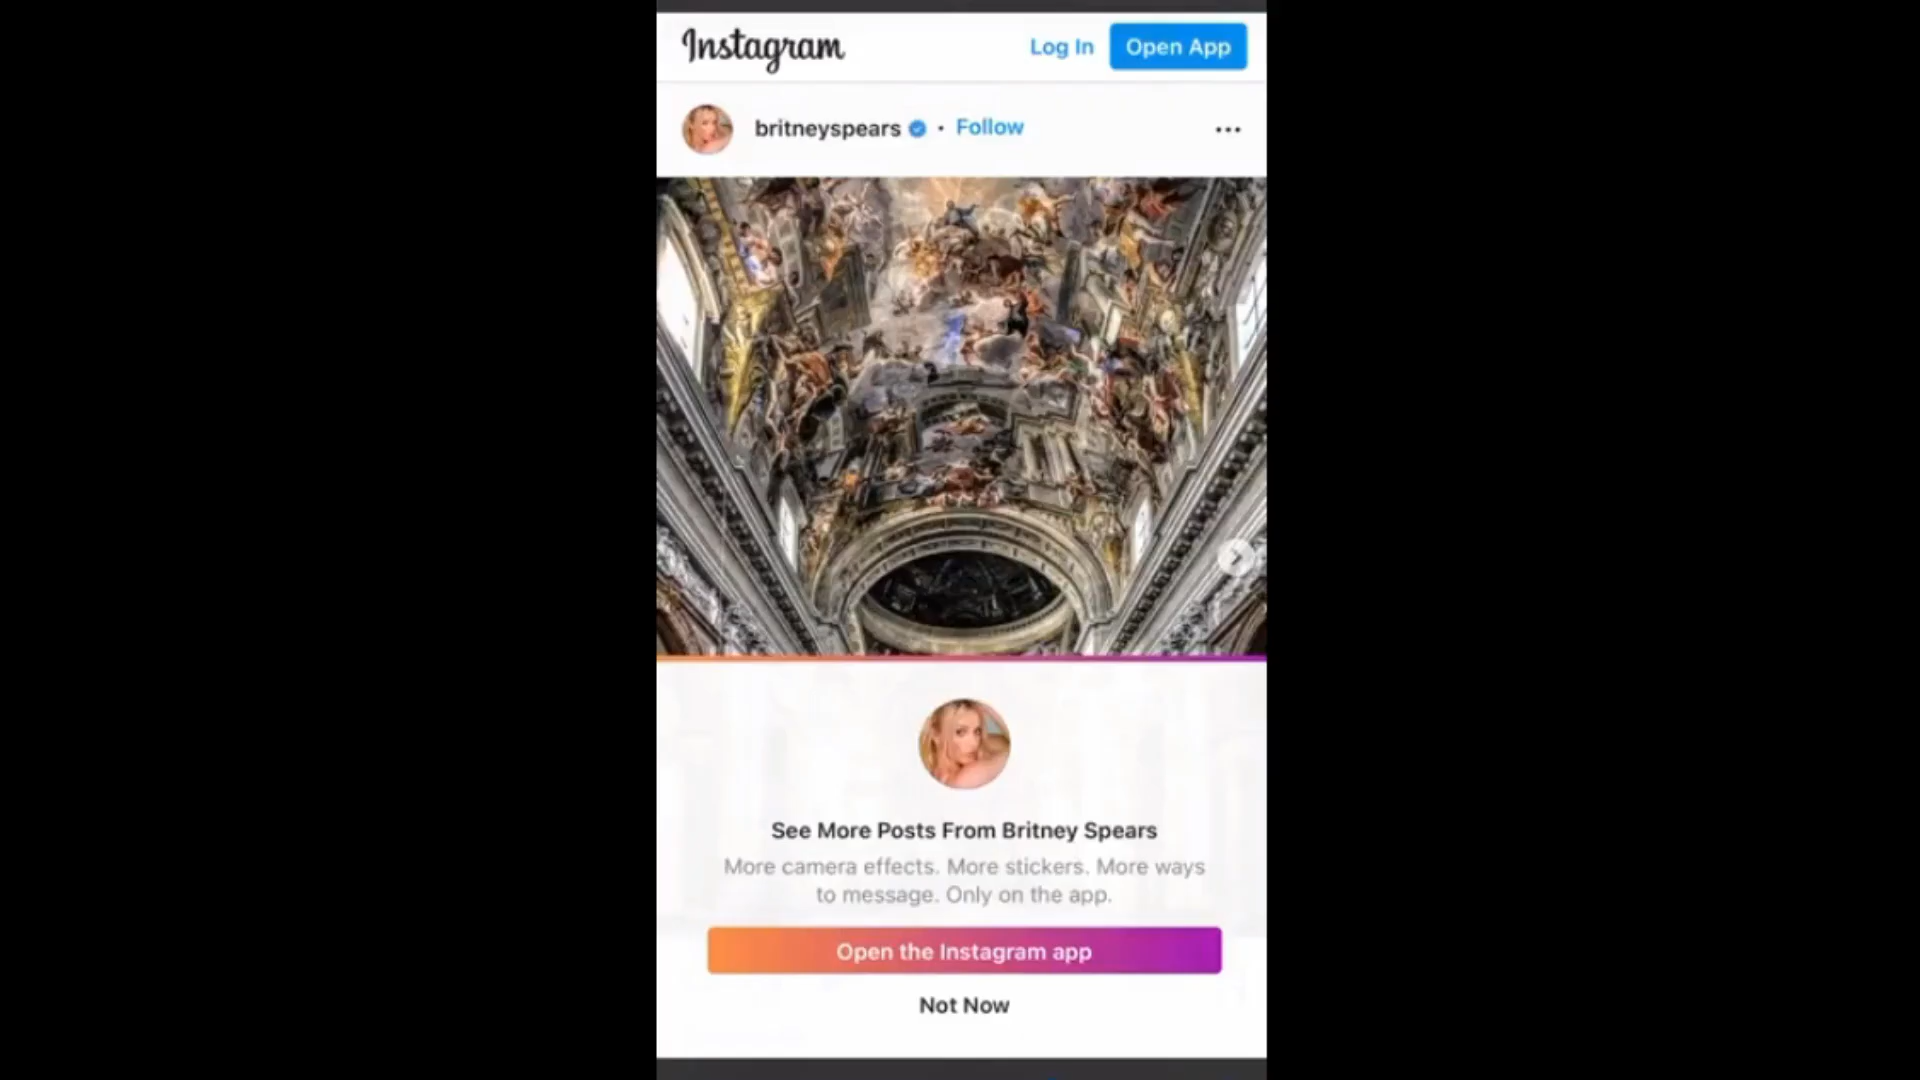 Instagram
Log In
Open App
britneyspears • Follow
See More Posts From Britney Spears
More camera effects. More stickers. More ways
to message. Only on the app.
Open the Instagram app
Not Now